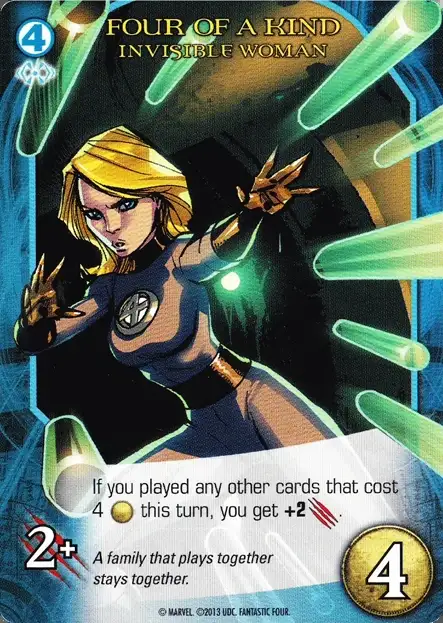 4
FOUR OF A KIND
INVISIBLE WOMAN
4
If you played any other cards that cost
4 this turn, you get +2 .
2+
A family that plays together
stays together.
4
© MARVEL. ©2013 UDC. FANTASTIC FOUR.